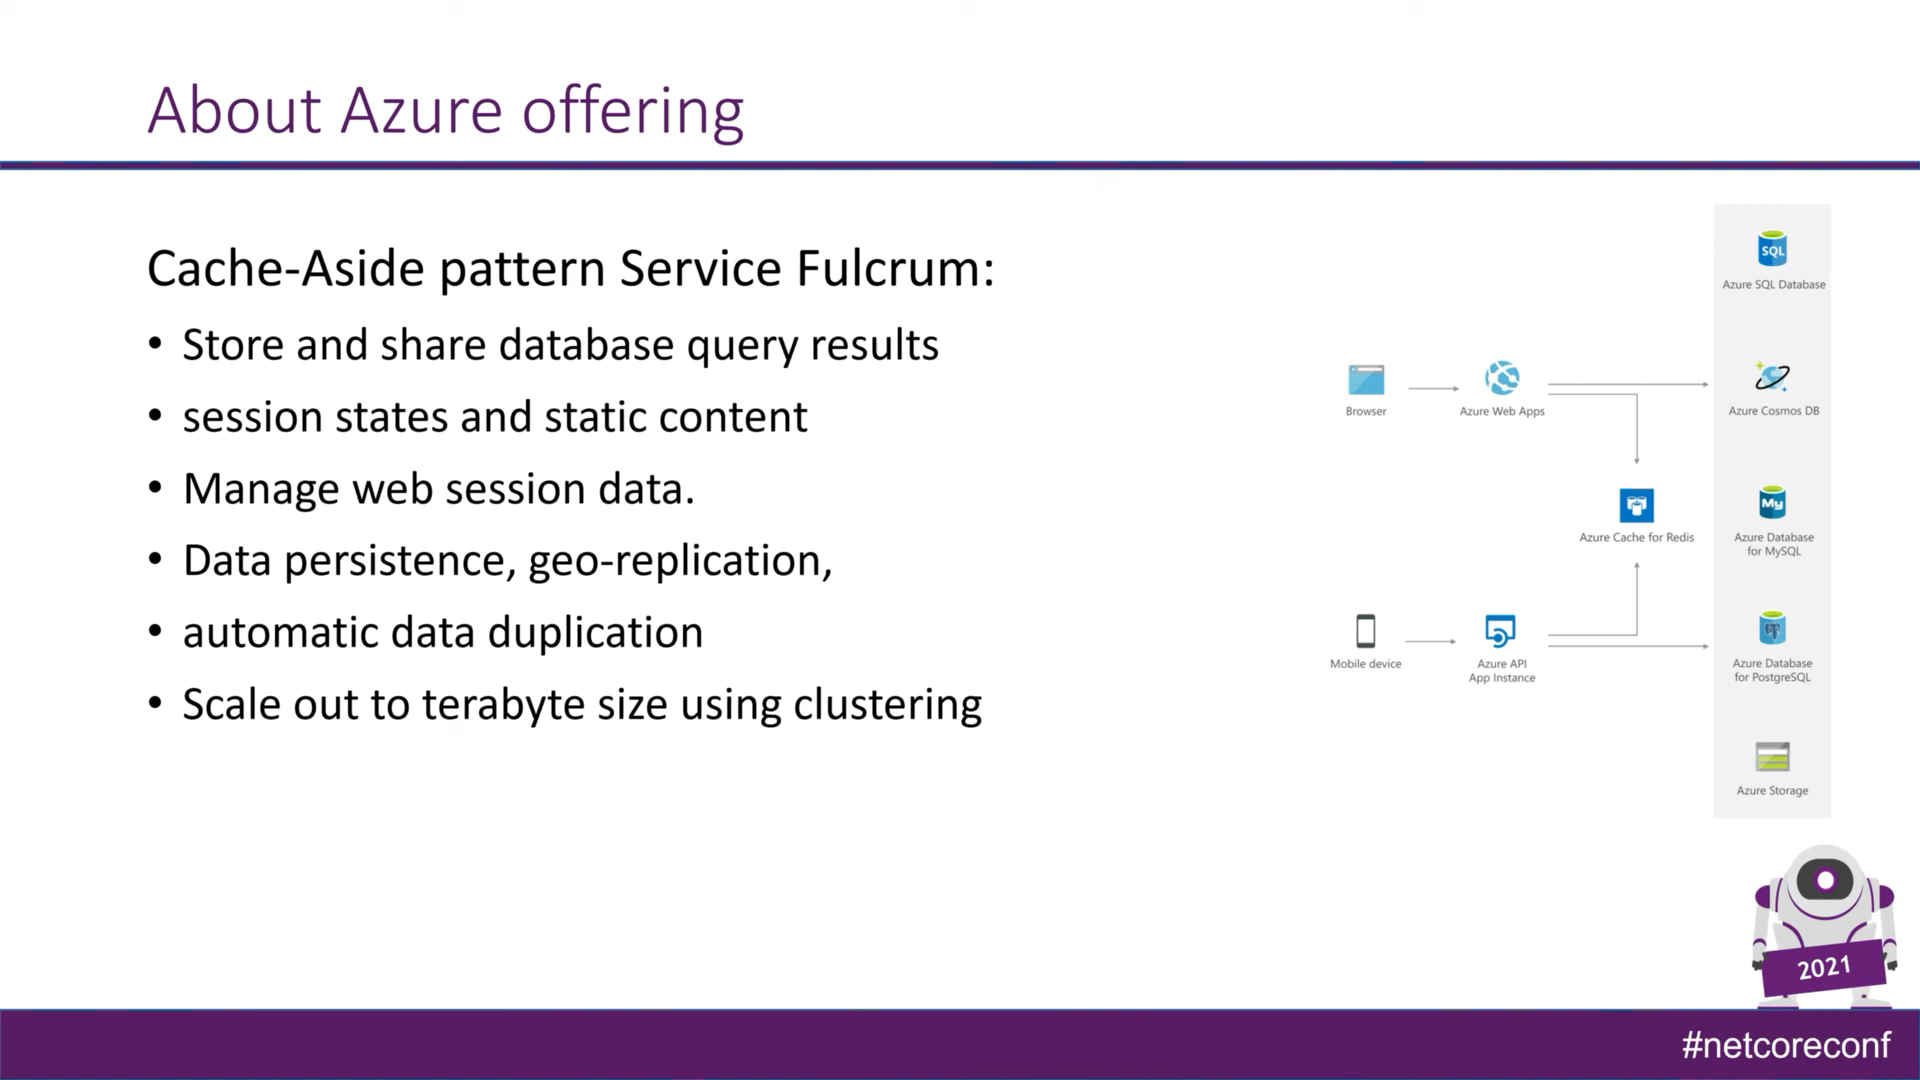 About Azure offering
Cache-Aside pattern Service Fulcrum:
• Store and share database query results
• session states and static content
• Manage web session data.
• Data persistence, geo-replication,
• automatic data duplication
• Scale out to terabyte size using clustering
SQL
Azure SQL Database
Browser
Azure Web Apps
Azure Cosmos DB
Azure Cache for Redis
My
Azure Database
for MySQL
Mobile device
Azure API
App Instance
Azure Database
for PostgreSQL
Azure Storage
2021
#netcoreconf